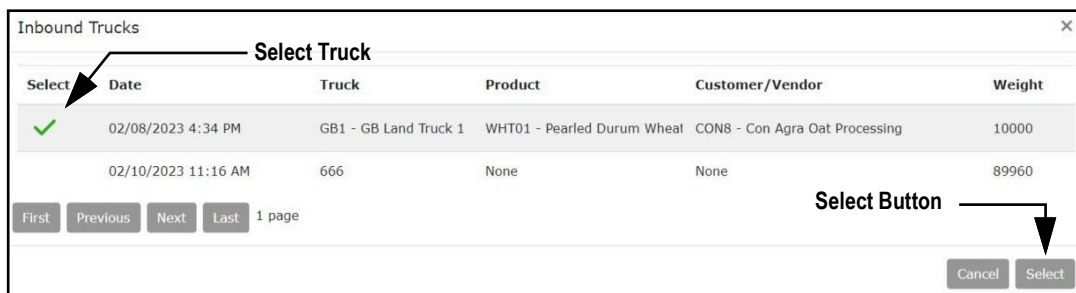 Inbound Trucks ×
Select Truck
Select Date Truck Product Customer/Vendor Weight
02/08/2023 4:34 PM GB1 - GB Land Truck 1 WHT01 - Pearled Durum Wheat CON8 - Con Agra Oat Processing 10000
02/10/2023 11:16 AM 666 None None 89960
Select Button
First Previous Next Last 1 page
Cancel Select